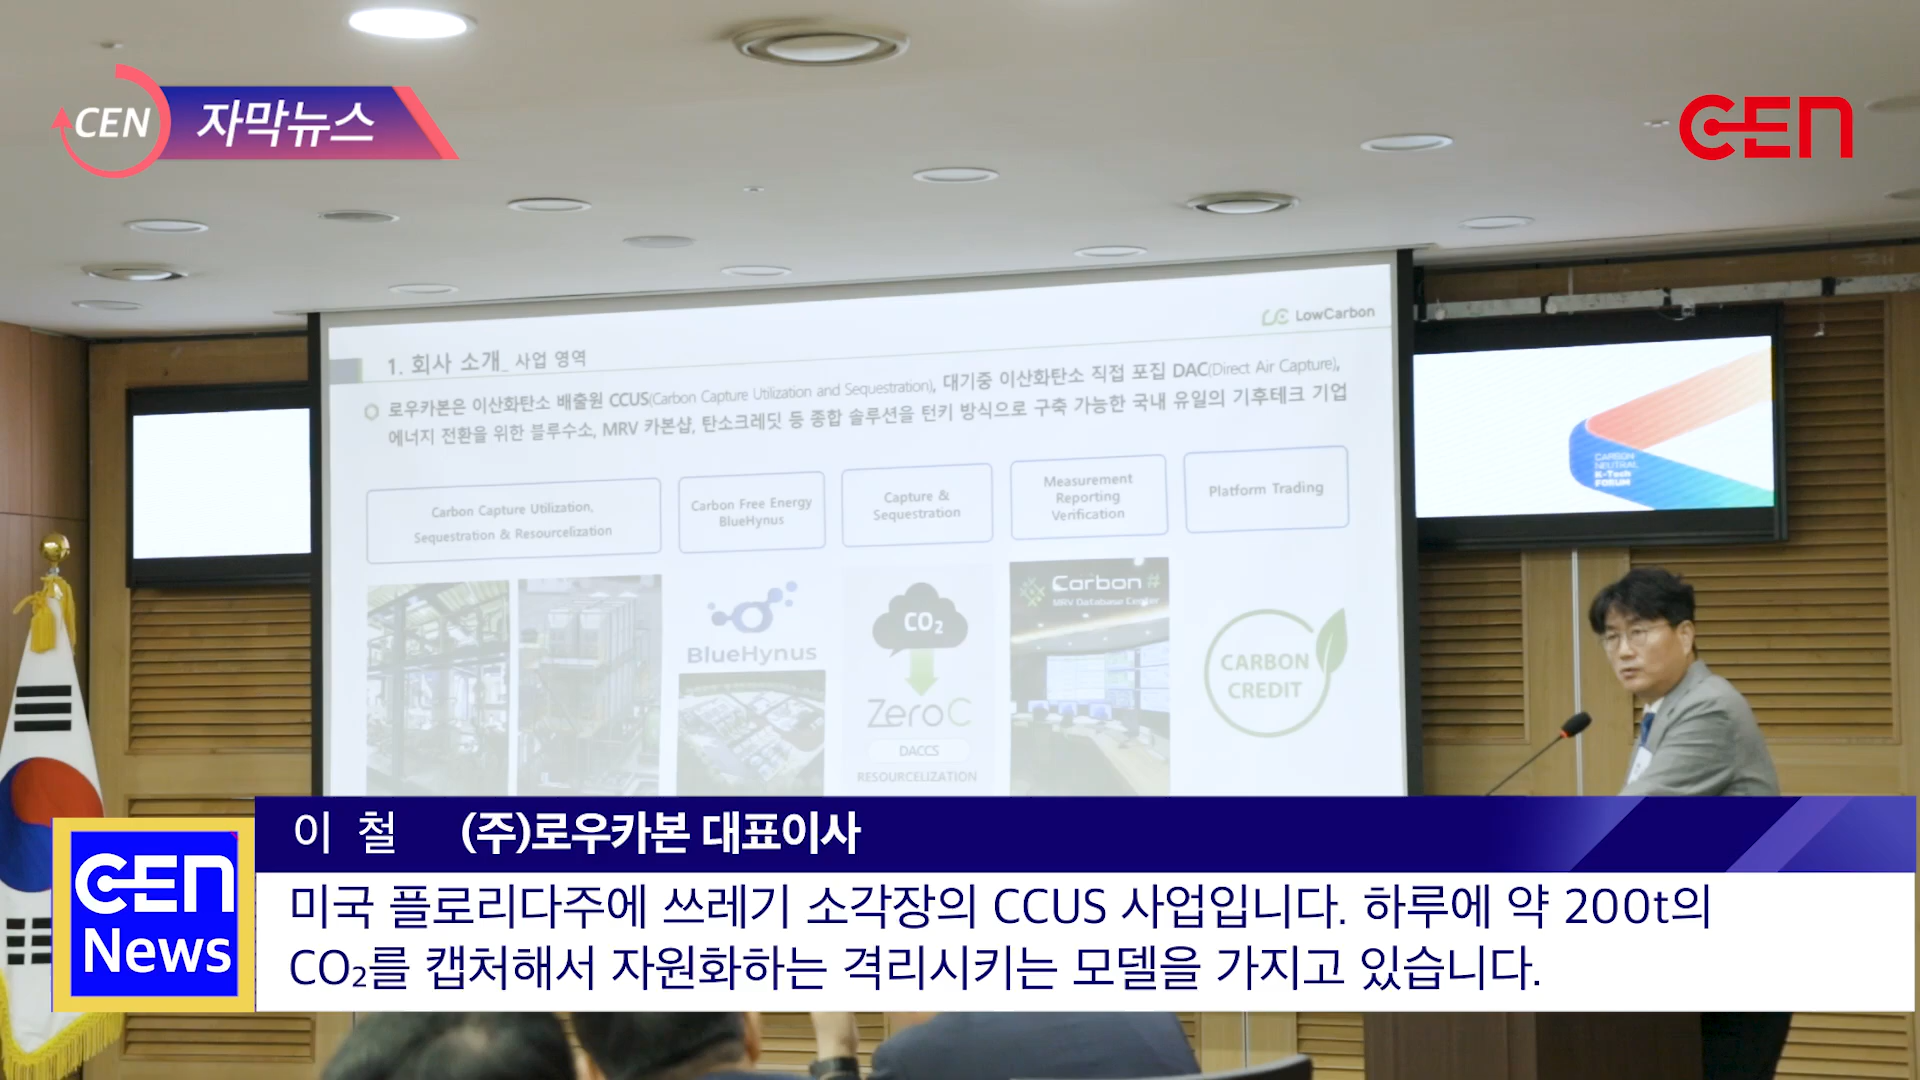 CEN 자막뉴스
CEN
LowCarbon
1. 회사 소개_ 사업 영역
로우카본은 이산화탄소 배출원 CCUS(Carbon Capture Utilization and Sequestration), 대기중 이산화탄소 직접 포집 DAC(Direct Air Capture),
에너지 전환을 위한 블루수소, MRV 카본샵, 탄소크레딧 등 종합 솔루션을 턴키 방식으로 구축 가능한 국내 유일의 기후테크 기업
Carbon Capture Utilization,
Sequestration & Resourcelization
Carbon Free Energy
BlueHynus
Capture &
Sequestration
Measurement
Reporting
Verification
Platform Trading
BlueHynus
CO₂
ZeroC
DACCS
RESOURCELIZATION
Carbon #
MRV Database Center
CARBON
CREDIT
CARBON
NEUTRAL
K-Tech
FORUM
이 철 (주)로우카본 대표이사
CEN
News
미국 플로리다주에 쓰레기 소각장의 CCUS 사업입니다. 하루에 약 200t의
CO₂를 캡처해서 자원화하는 격리시키는 모델을 가지고 있습니다.